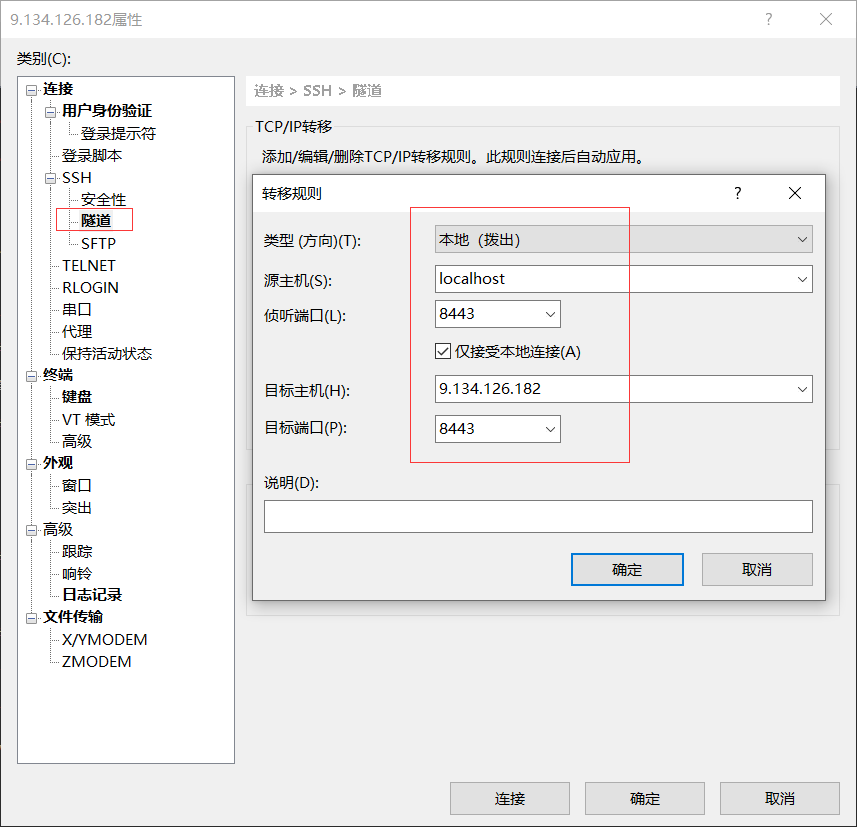 9.134.126.182属性
类别(C):
连接
用户身份验证
登录提示符
登录脚本
SSH
安全性
隧道
SFTP
TELNET
RLOGIN
串口
代理
保持活动状态
终端
键盘
VT 模式
高级
外观
窗口
突出
高级
跟踪
响铃
日志记录
文件传输
X/YMODEM
ZMODEM
连接 > SSH > 隧道
TCP/IP转移
添加/编辑/删除TCP/IP转移规则。此规则连接后自动应用。
转移规则
类型 (方向)(T): 本地（拨出）
源主机(S): localhost
侦听端口(L): 8443
仅接受本地连接(A)
目标主机(H): 9.134.126.182
目标端口(P): 8443
说明(D):
确定 取消
连接 确定 取消